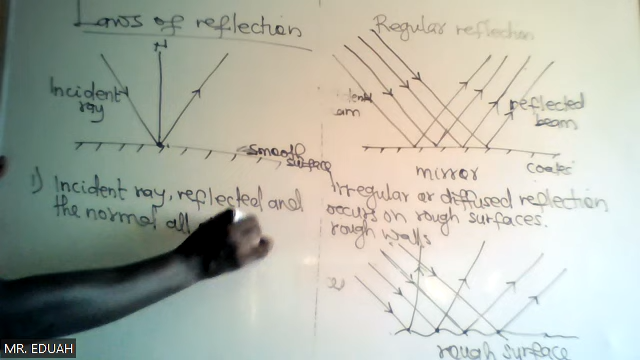 Laws of reflection
N
Incident
ray
smooth
surface
1) Incident ray, reflected and
the normal all
Regular reflection
reflected
beam
mirror
Irregular or diffused reflection
occurs on rough surfaces.
rough walls
rough surface
MR. EDUAH